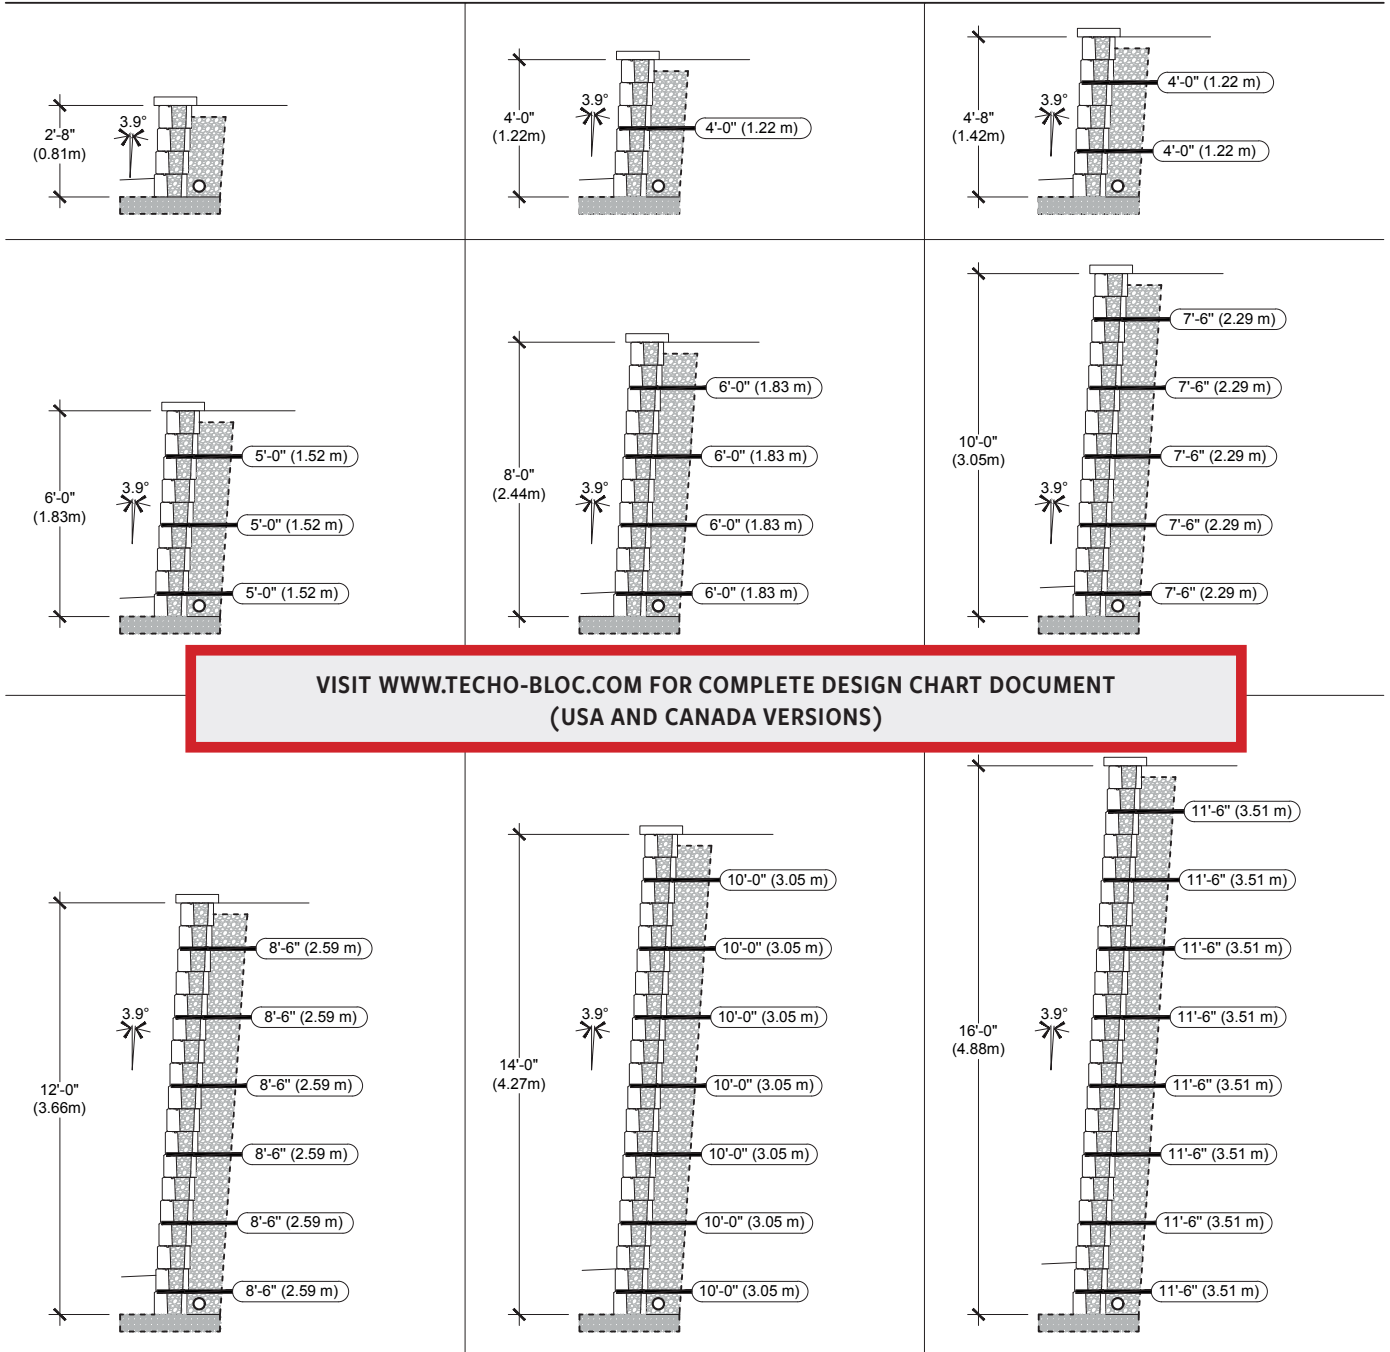 2'-8"
(0.81m)
3.9°
4'-0"
(1.22m)
3.9°
4'-0" (1.22 m)
4'-8"
(1.42m)
3.9°
4'-0" (1.22 m)
4'-0" (1.22 m)
6'-0"
(1.83m)
3.9°
5'-0" (1.52 m)
5'-0" (1.52 m)
5'-0" (1.52 m)
8'-0"
(2.44m)
3.9°
6'-0" (1.83 m)
6'-0" (1.83 m)
6'-0" (1.83 m)
6'-0" (1.83 m)
10'-0"
(3.05m)
3.9°
7'-6" (2.29 m)
7'-6" (2.29 m)
7'-6" (2.29 m)
7'-6" (2.29 m)
7'-6" (2.29 m)
VISIT WWW.TECHO-BLOC.COM FOR COMPLETE DESIGN CHART DOCUMENT
(USA AND CANADA VERSIONS)
12'-0"
(3.66m)
3.9°
8'-6" (2.59 m)
8'-6" (2.59 m)
8'-6" (2.59 m)
8'-6" (2.59 m)
8'-6" (2.59 m)
8'-6" (2.59 m)
14'-0"
(4.27m)
3.9°
10'-0" (3.05 m)
10'-0" (3.05 m)
10'-0" (3.05 m)
10'-0" (3.05 m)
10'-0" (3.05 m)
10'-0" (3.05 m)
10'-0" (3.05 m)
16'-0"
(4.88m)
3.9°
11'-6" (3.51 m)
11'-6" (3.51 m)
11'-6" (3.51 m)
11'-6" (3.51 m)
11'-6" (3.51 m)
11'-6" (3.51 m)
11'-6" (3.51 m)
11'-6" (3.51 m)